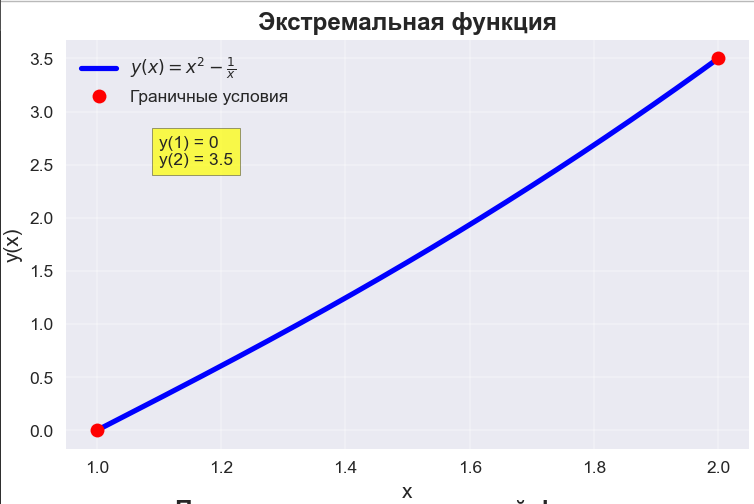 Экстремальная функция
y(x) = x² − 1/x
Граничные условия
y(1) = 0
y(2) = 3.5
3.5
3.0
2.5
2.0
1.5
1.0
0.5
0.0
y(x)
1.0 1.2 1.4 1.6 1.8 2.0
x